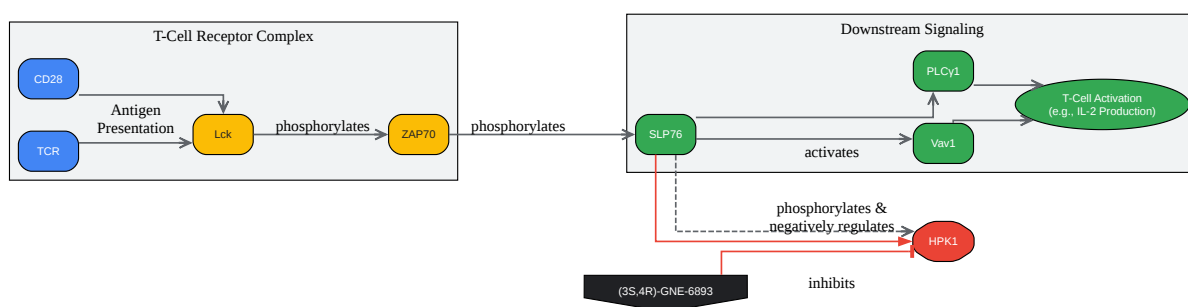 T-Cell Receptor Complex
CD28
Antigen
Presentation
TCR
Lck
phosphorylates
ZAP70
phosphorylates
Downstream Signaling
SLP76
activates
PLCγ1
Vav1
T-Cell Activation
(e.g., IL-2 Production)
phosphorylates &
negatively regulates
HPK1
(3S,4R)-GNE-6893
inhibits